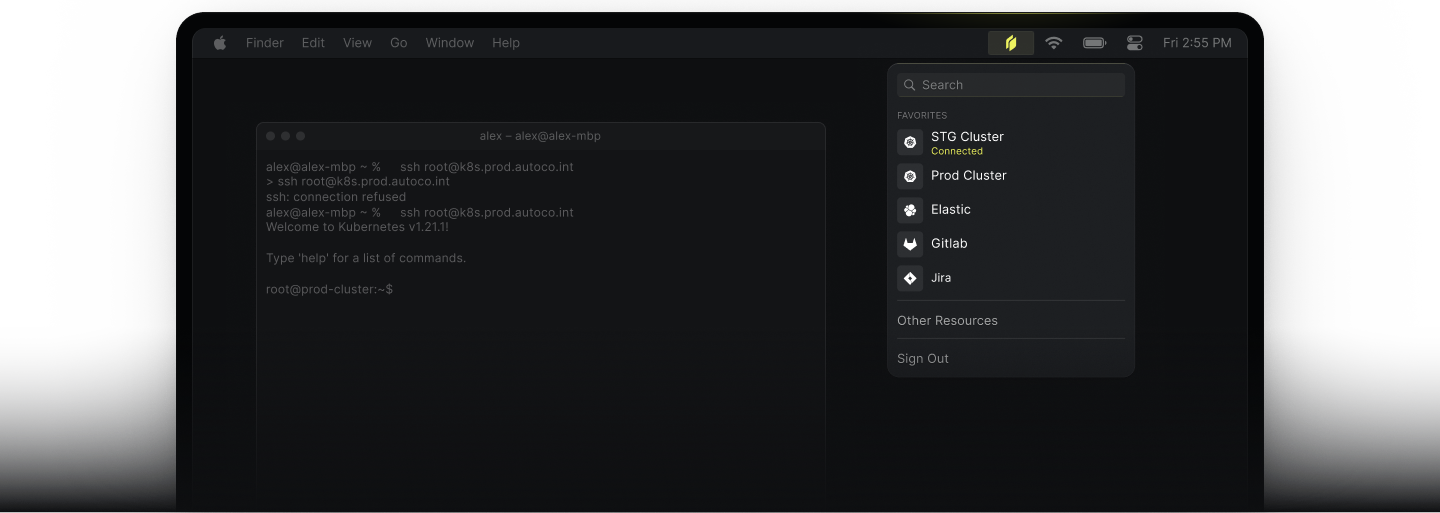 Finder Edit View Go Window Help Fri 2:55 PM
Search
FAVORITES
STG Cluster
Connected
Prod Cluster
Elastic
Gitlab
Jira
Other Resources
Sign Out
alex – alex@alex-mbp
alex@alex-mbp ~ % ssh root@k8s.prod.autoco.int
> ssh root@k8s.prod.autoco.int
ssh: connection refused
alex@alex-mbp ~ % ssh root@k8s.prod.autoco.int
Welcome to Kubernetes v1.21.1!
Type 'help' for a list of commands.
root@prod-cluster:~$